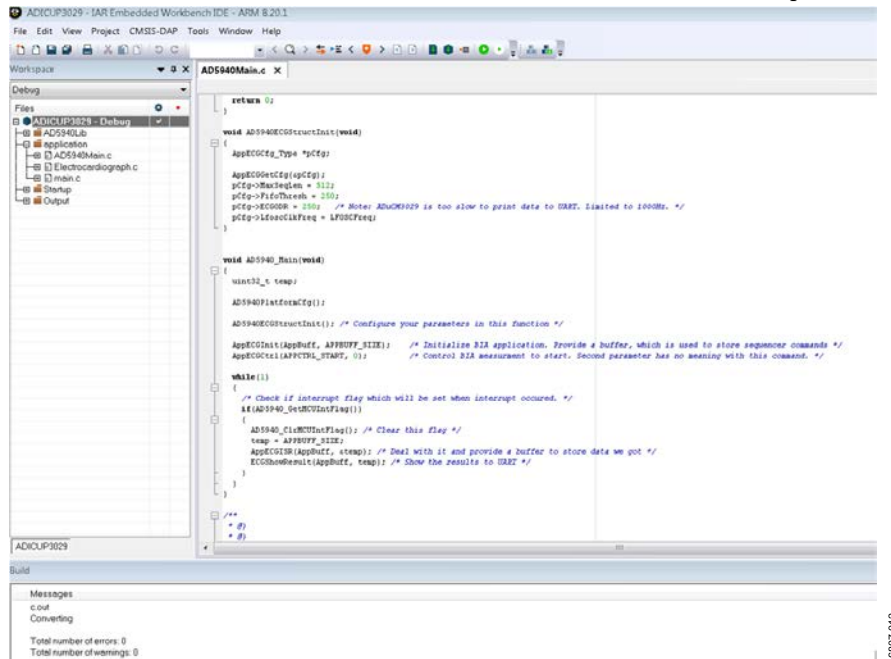 ADICUP3029 - IAR Embedded Workbench IDE - ARM 8.20.1
File Edit View Project CMSIS-DAP Tools Window Help
Workspace
AD5940Main.c
Debug
Files
ADICUP3029 - Debug
AD5940Lib
application
AD5940Main.c
Electrocardiograph.c
main.c
Startup
Output
return 0;
}
void AD5940ECGStructInit(void)
{
AppECGCfg_Type *pCfg;
AppECGGetCfg(&pCfg);
pCfg->MaxSeqLen = 512;
pCfg->FifoThresh = 250;
pCfg->ECGODR = 250; /* Note: ADuCM3029 is too slow to print data to UART. Limited to 1000Hz. */
pCfg->LfoscClkFreq = LFOSCFreq;
}
void AD5940_Main(void)
{
uint32_t temp;
AD5940PlatformCfg();
AD5940ECGStructInit(); /* Configure your parameters in this function */
AppECGInit(AppBuff, APPBUFF_SIZE); /* Initialize BIA application. Provide a buffer, which is used to store sequencer commands */
AppECGCtrl(APPCTRL_START, 0); /* Control BIA measurment to start. Second parameter has no meaning with this command. */
while(1)
{
/* Check if interrupt flag which will be set when interrupt occured. */
if(AD5940_GetMCUIntFlag())
{
AD5940_ClrMCUIntFlag(); /* Clear this flag */
temp = APPBUFF_SIZE;
AppECGISR(AppBuff, &temp); /* Deal with it and provide a buffer to store data we got */
ECGShowResult(AppBuff, temp); /* Show the results to UART */
}
}
}
/**
* @}
* @}
ADICUP3029
Build
Messages
c.out
Converting
Total number of errors: 0
Total number of warnings: 0